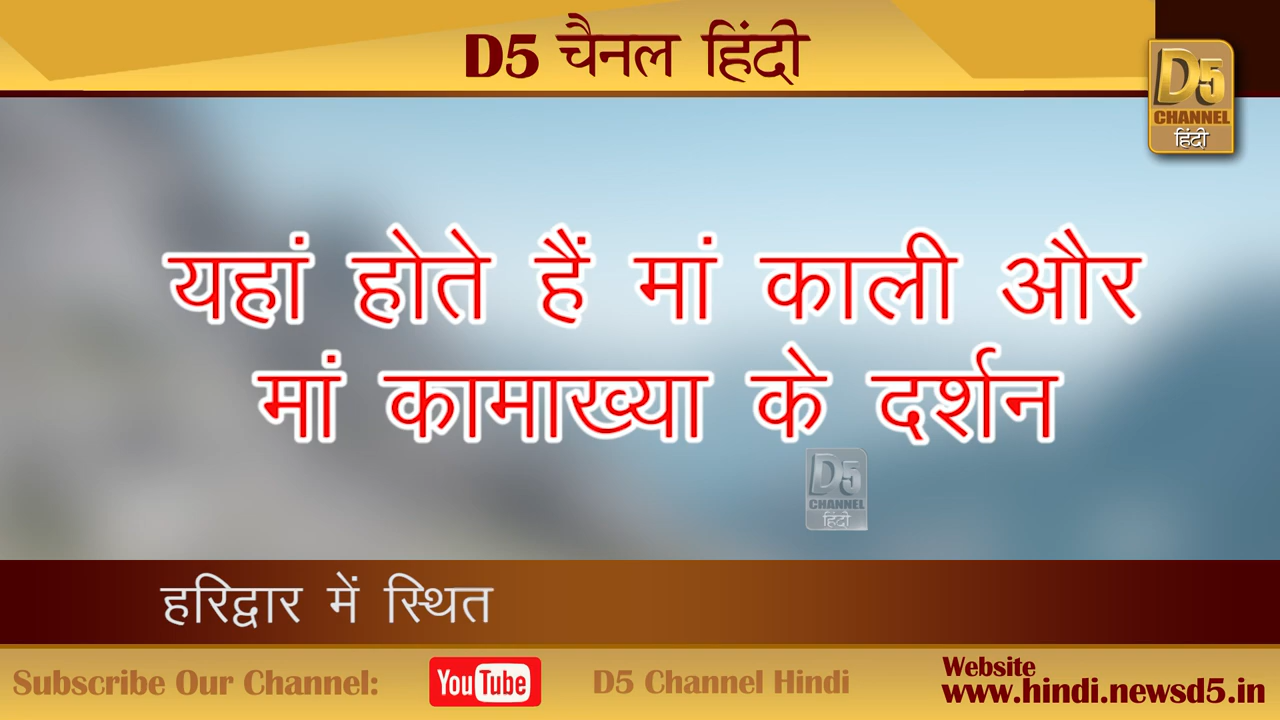 D5 चैनल हिंदी
D5
CHANNEL
हिंदी
यहां होते हैं मां काली और
मां कामाख्या के दर्शन
D5
CHANNEL
हिंदी
हरिद्वार में स्थित
Subscribe Our Channel: YouTube D5 Channel Hindi
Website
www.hindi.newsd5.in